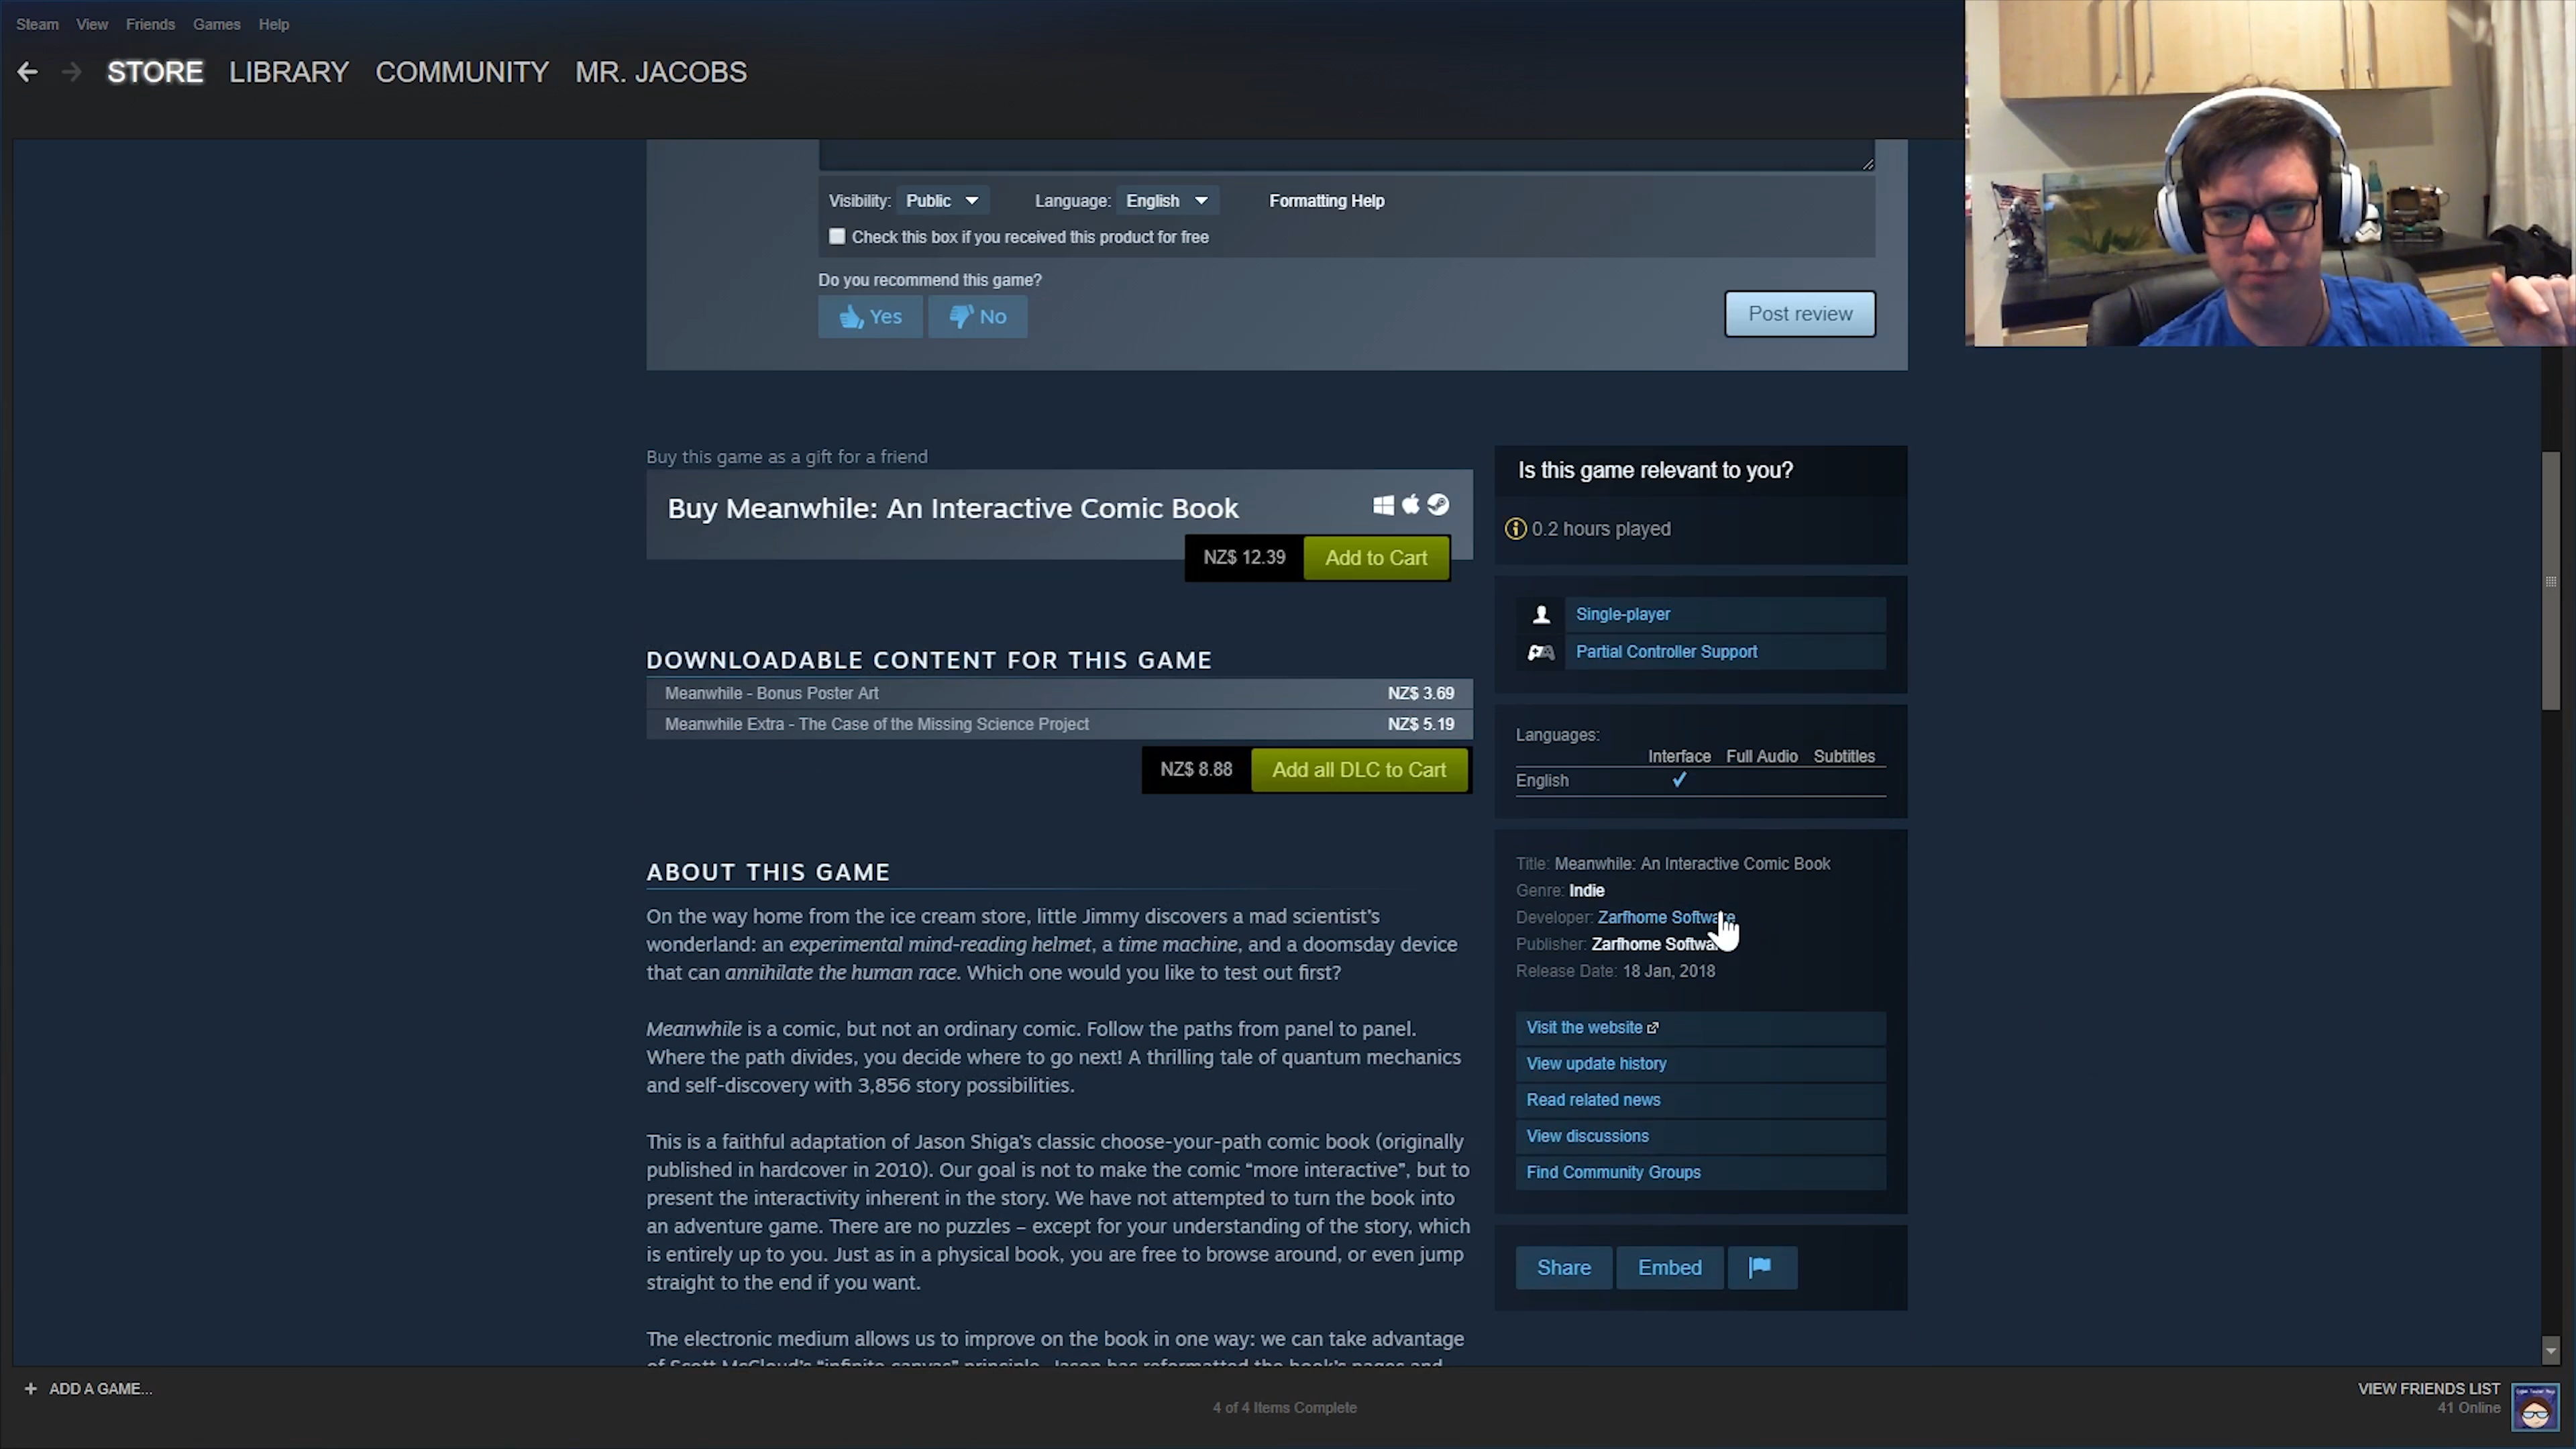 Steam View Friends Games Help
STORE LIBRARY COMMUNITY MR. JACOBS
Visibility: Public Language: English Formatting Help
Check this box if you received this product for free
Do you recommend this game?
Yes No
Post review
Buy this game as a gift for a friend
Buy Meanwhile: An Interactive Comic Book
NZ$ 12.39 Add to Cart
DOWNLOADABLE CONTENT FOR THIS GAME
Meanwhile - Bonus Poster Art NZ$ 3.69
Meanwhile Extra - The Case of the Missing Science Project NZ$ 5.19
NZ$ 8.88 Add all DLC to Cart
ABOUT THIS GAME
On the way home from the ice cream store, little Jimmy discovers a mad scientist's
wonderland: an experimental mind-reading helmet, a time machine, and a doomsday device
that can annihilate the human race. Which one would you like to test out first?
Meanwhile is a comic, but not an ordinary comic. Follow the paths from panel to panel.
Where the path divides, you decide where to go next! A thrilling tale of quantum mechanics
and self-discovery with 3,856 story possibilities.
This is a faithful adaptation of Jason Shiga's classic choose-your-path comic book (originally
published in hardcover in 2010). Our goal is not to make the comic “more interactive”, but to
present the interactivity inherent in the story. We have not attempted to turn the book into
an adventure game. There are no puzzles – except for your understanding of the story, which
is entirely up to you. Just as in a physical book, you are free to browse around, or even jump
straight to the end if you want.
The electronic medium allows us to improve on the book in one way: we can take advantage
of Scott McCloud's “infinite canvas” principle. Jason has reformatted the book's pages and
Is this game relevant to you?
0.2 hours played
Single-player
Partial Controller Support
Languages:
Interface Full Audio Subtitles
English ✓
Title: Meanwhile: An Interactive Comic Book
Genre: Indie
Developer: Zarfhome Software
Publisher: Zarfhome Softwa
Release Date: 18 Jan, 2018
Visit the website
View update history
Read related news
View discussions
Find Community Groups
Share Embed
+ ADD A GAME...
4 of 4 Items Complete
VIEW FRIENDS LIST
41 Online